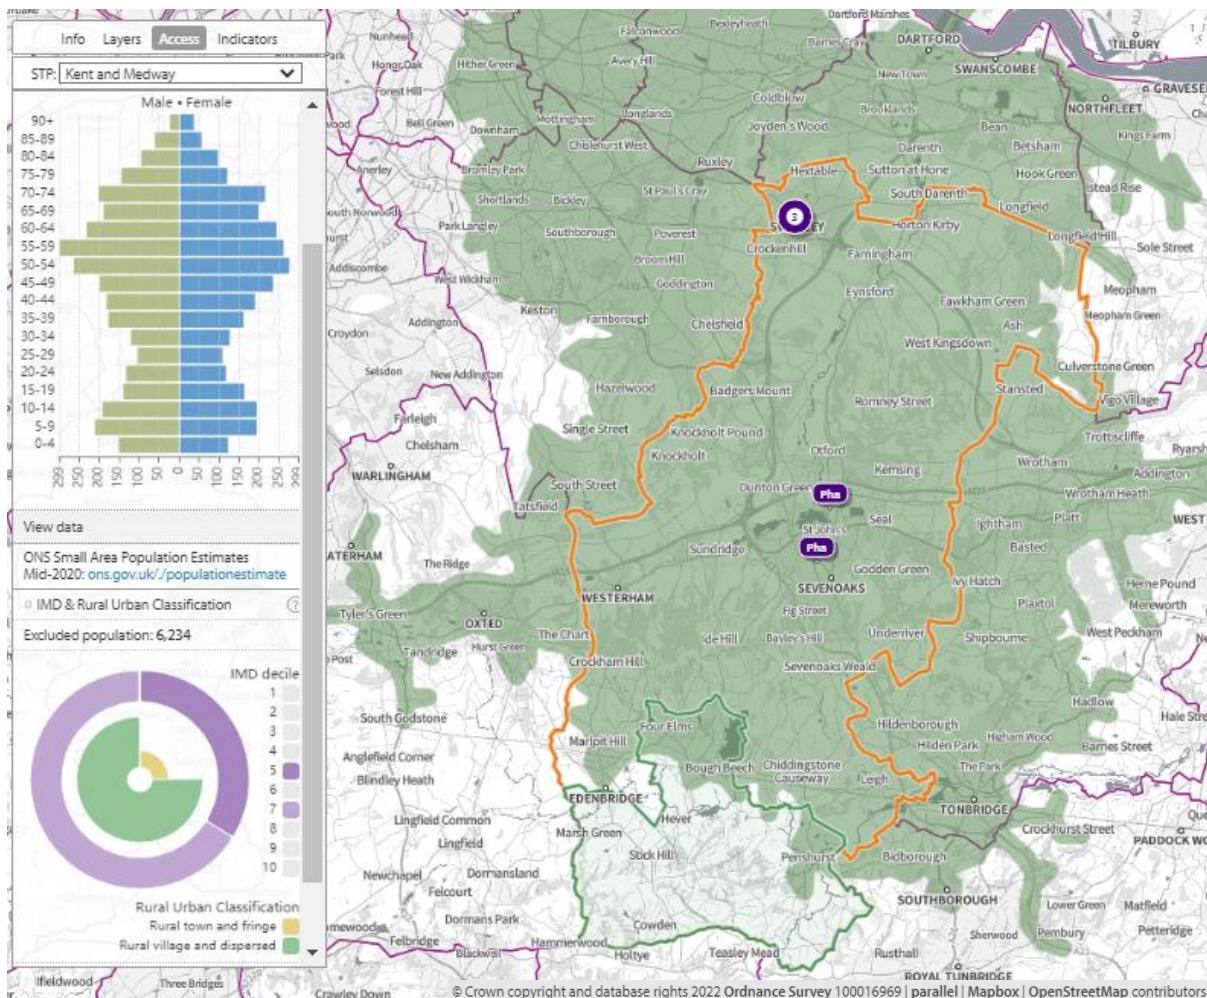 Info Layers Access Indicators
STP: Kent and Medway
Male • Female
90+
85-89
80-84
75-79
70-74
65-69
60-64
55-59
50-54
45-49
40-44
35-39
30-34
25-29
20-24
15-19
10-14
5-9
0-4
299 250 200 150 100 50 0 50 100 150 200 250 299
View data
ONS Small Area Population Estimates
Mid-2020: ons.gov.uk/./populationestimate
IMD & Rural Urban Classification ?
Excluded population: 6,234
IMD decile
1
2
3
4
5
6
7
8
9
10
Rural Urban Classification
Rural town and fringe
Rural village and dispersed
Nunhead
Honor Oak
Forest Hill
Hither Green
Falconwood
Avery Hill
Bexleyheath
Dartford Marshes
Barnes Cray
DARTFORD
TILBURY
New Town
SWANSCOMBE
Coldblow
NORTHFLEET
Bell Green
Downham
Mottingham
Longlands
Joyden's Wood
Brooklands
Bean
Kings Farm
Chislehurst West
Darenth
Betsham
Anerley
Bromley Park
Ruxley
Hextable
Sutton at Hone
Hook Green
Istead Rise
Shortlands
Bickley
St Paul's Cray
South Darenth
Longfield
South Norwood
Park Langley
Southborough
Poverest
3
Horton Kirby
Longfield Hill
Sole Street
Crockenhill
Farningham
Addiscombe
West Wickham
Broom Hill
Goddington
Eynsford
Meopham
Fawkham Green
Keston
Farnborough
Chelsfield
Ash
Meopham Green
Croydon
Addington
West Kingsdown
Selsdon
New Addington
Hazelwood
Badgers Mount
Culverstone Green
Romney Street
Stansted
Vigo Village
Farleigh
Chelsham
Single Street
Knockholt Pound
Trottiscliffe
Knockholt
Otford
Wrotham
WARLINGHAM
Kemsing
Addington
South Street
Dunton Green
Pha
Wrotham Heath
Tatsfield
St John's
Seal
Ightham
Platt
WEST
The Ridge
Sundridge
Pha
Basted
Godden Green
WESTERHAM
SEVENOAKS
Ivy Hatch
Herne Pound
Tyler's Green
OXTED
Fig Street
Plaxtol
Mereworth
The Chart
Ide Hill
Bayley's Hill
Underriver
Shipbourne
West Peckham
Tandridge
Hurst Green
Crockham Hill
Sevenoaks Weald
Hadlow
South Godstone
Four Elms
Hildenborough
Marlpit Hill
Hilden Park
Higham Wood
Barnes Street
Anglefield Corner
Blindley Heath
Bough Beech
Chiddingstone
Causeway
Leigh
The Park
EDENBRIDGE
TONBRIDGE
Lingfield Common
Marsh Green
Hever
Crockhurst Street
Lingfield
Stick Hill
Penshurst
Bidborough
Newchapel
Dormansland
Felcourt
SOUTHBOROUGH
Lower Green
Matfield
Dormans Park
Cowden
Sherwood
Pembury
Petteridge
Felbridge
Hammerwood
Holtye
Teasley Mead
Rusthall
Blackwell
ROYAL TUNBRIDGE
Ifieldwood
Three Bridges
Crawley Down
© Crown copyright and database rights 2022 Ordnance Survey 100016969 | parallel | Mapbox | OpenStreetMap contributors